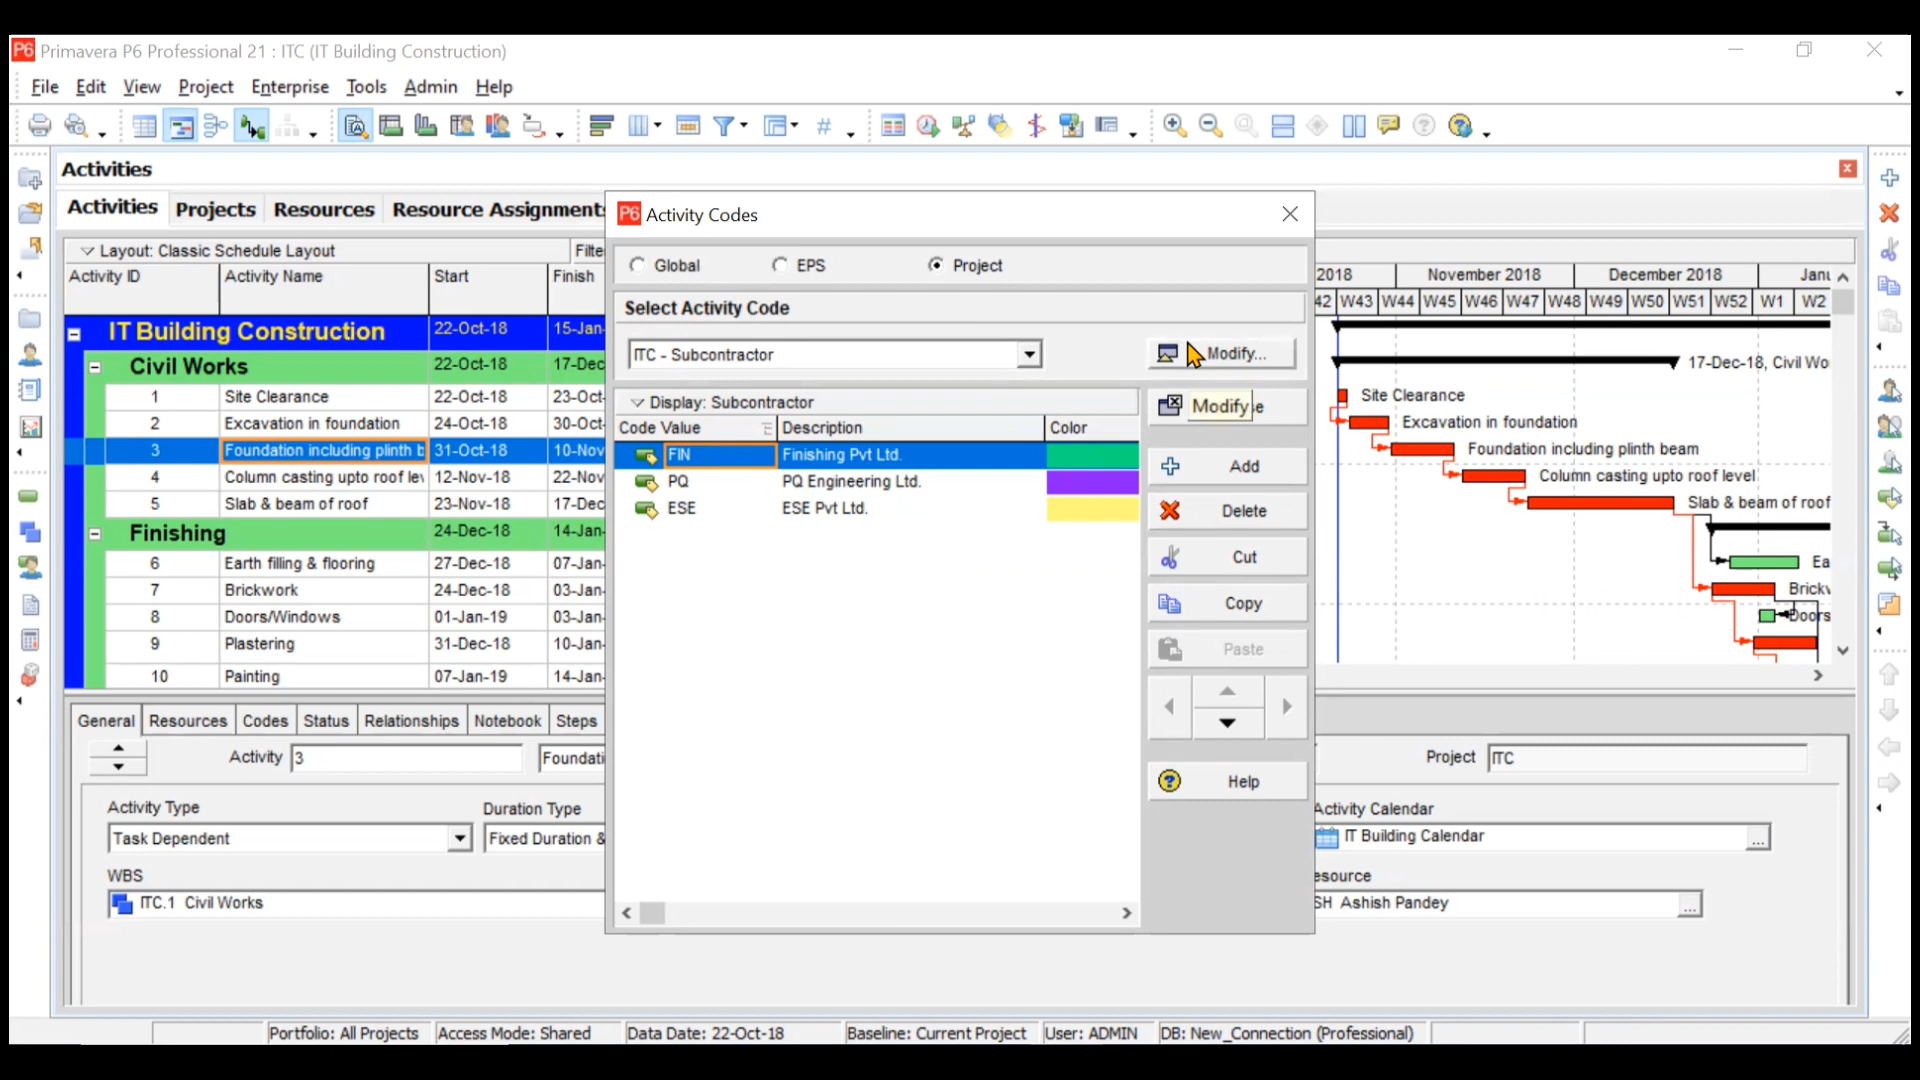 P6 Primavera P6 Professional 21 : ITC (IT Building Construction)
File Edit View Project Enterprise Tools Admin Help
Activities
Activities Projects Resources Resource Assignments
Layout: Classic Schedule Layout
Activity ID Activity Name Start Finish
IT Building Construction 22-Oct-18 15-Jan-
Civil Works 22-Oct-18 17-Dec
1 Site Clearance 22-Oct-18 23-Oct-
2 Excavation in foundation 24-Oct-18 30-Oct-
3 Foundation including plinth b 31-Oct-18 10-Nov
4 Column casting upto roof lev 12-Nov-18 22-Nov
5 Slab & beam of roof 23-Nov-18 17-Dec
Finishing 24-Dec-18 14-Jan-
6 Earth filling & flooring 27-Dec-18 07-Jan-
7 Brickwork 24-Dec-18 03-Jan-
8 Doors/Windows 01-Jan-19 03-Jan-
9 Plastering 31-Dec-18 10-Jan-
10 Painting 07-Jan-19 14-Jan-
P6 Activity Codes
Global EPS Project
Select Activity Code
ITC - Subcontractor
Modify...
Display: Subcontractor
Modify
Code Value Description Color
FIN Finishing Pvt Ltd.
PQ PQ Engineering Ltd.
ESE ESE Pvt Ltd.
Add
Delete
Cut
Copy
Paste
Help
2018 November 2018 December 2018
42 W43 W44 W45 W46 W47 W48 W49 W50 W51 W52 W1 W2
17-Dec-18, Civil Wo
Site Clearance
Excavation in foundation
Foundation including plinth beam
Column casting upto roof level
Slab & beam of roof
Ea
Brickw
Doors
General Resources Codes Status Relationships Notebook Steps
Activity 3 Foundati
Project ITC
Activity Type Duration Type
Task Dependent Fixed Duration &
WBS
ITC.1 Civil Works
Activity Calendar
IT Building Calendar
esource
SH Ashish Pandey
Portfolio: All Projects Access Mode: Shared Data Date: 22-Oct-18 Baseline: Current Project User: ADMIN DB: New_Connection (Professional)